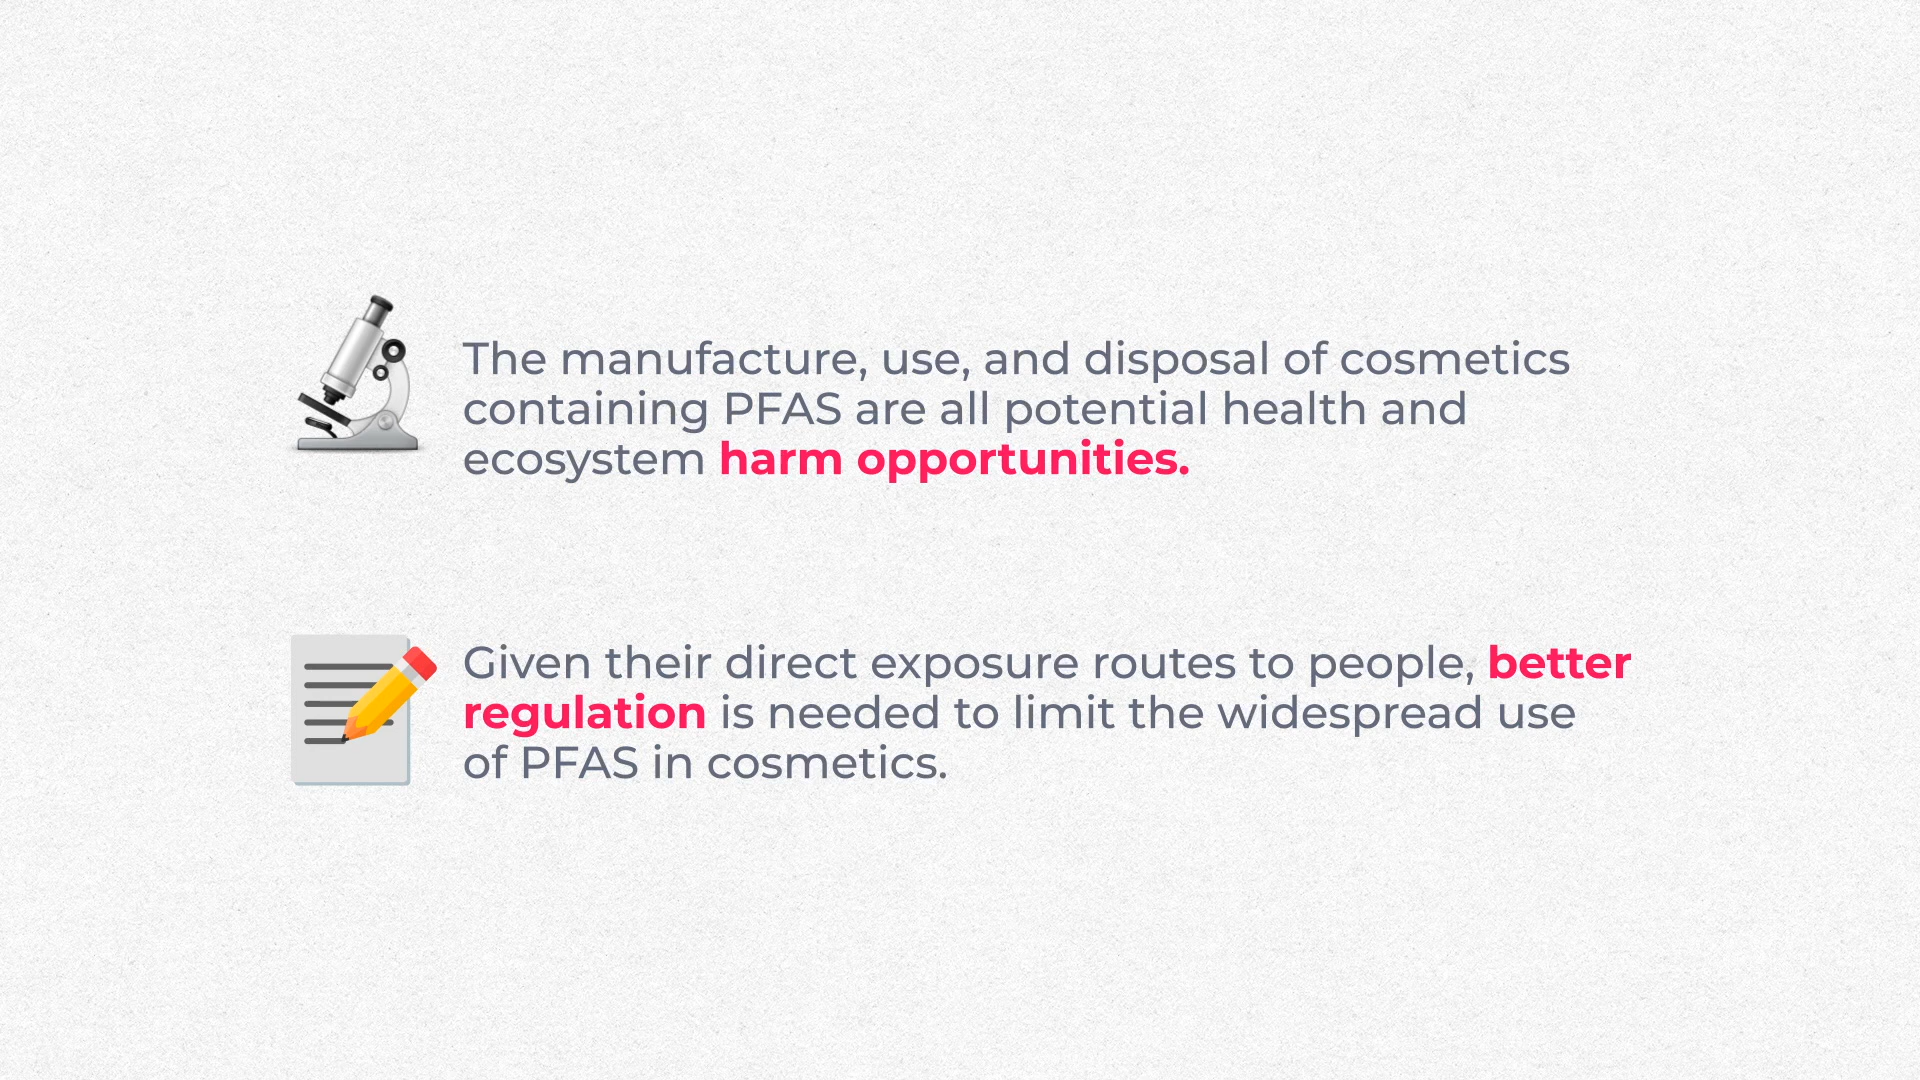 The manufacture, use, and disposal of cosmetics
containing PFAS are all potential health and
ecosystem harm opportunities.
Given their direct exposure routes to people, better
regulation is needed to limit the widespread use
of PFAS in cosmetics.